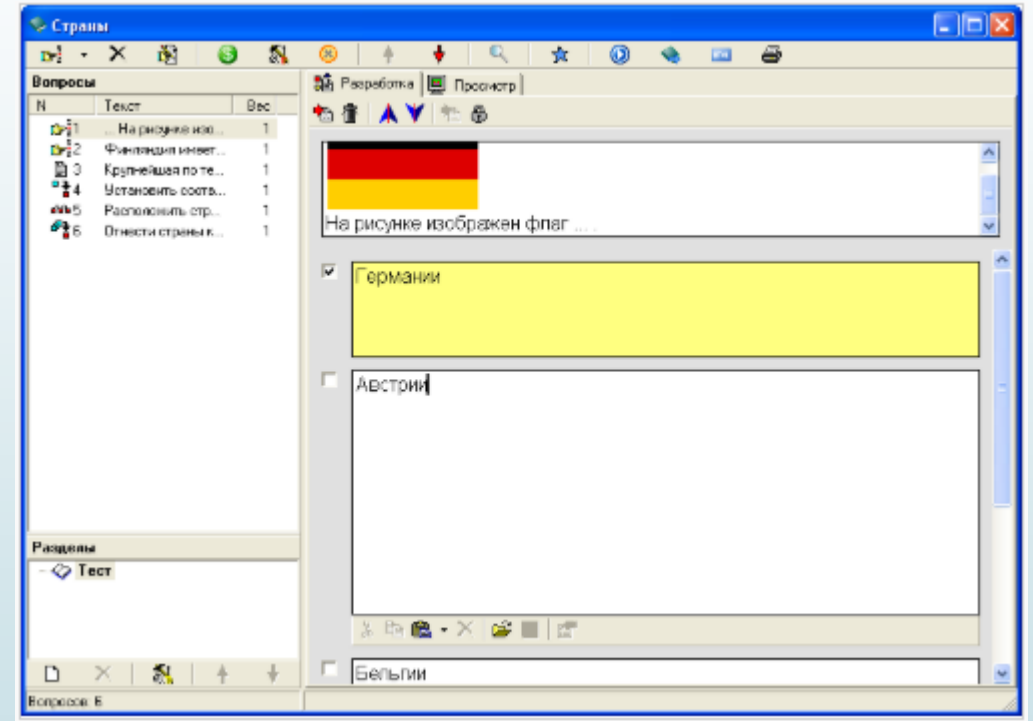 Страны
Вопросы
N Текст Вес
1 ... На рисунке изо... 1
2 Финляндия имеет... 1
3 Крупнейшая по те... 1
4 Установить соотв... 1
5 Расположить стр... 1
6 Отнести страны к... 1
Разделы
Тест
Вопросов: 6
Разработка Просмотр
На рисунке изображен флаг ... .
Германии
Австрии
Бельгии